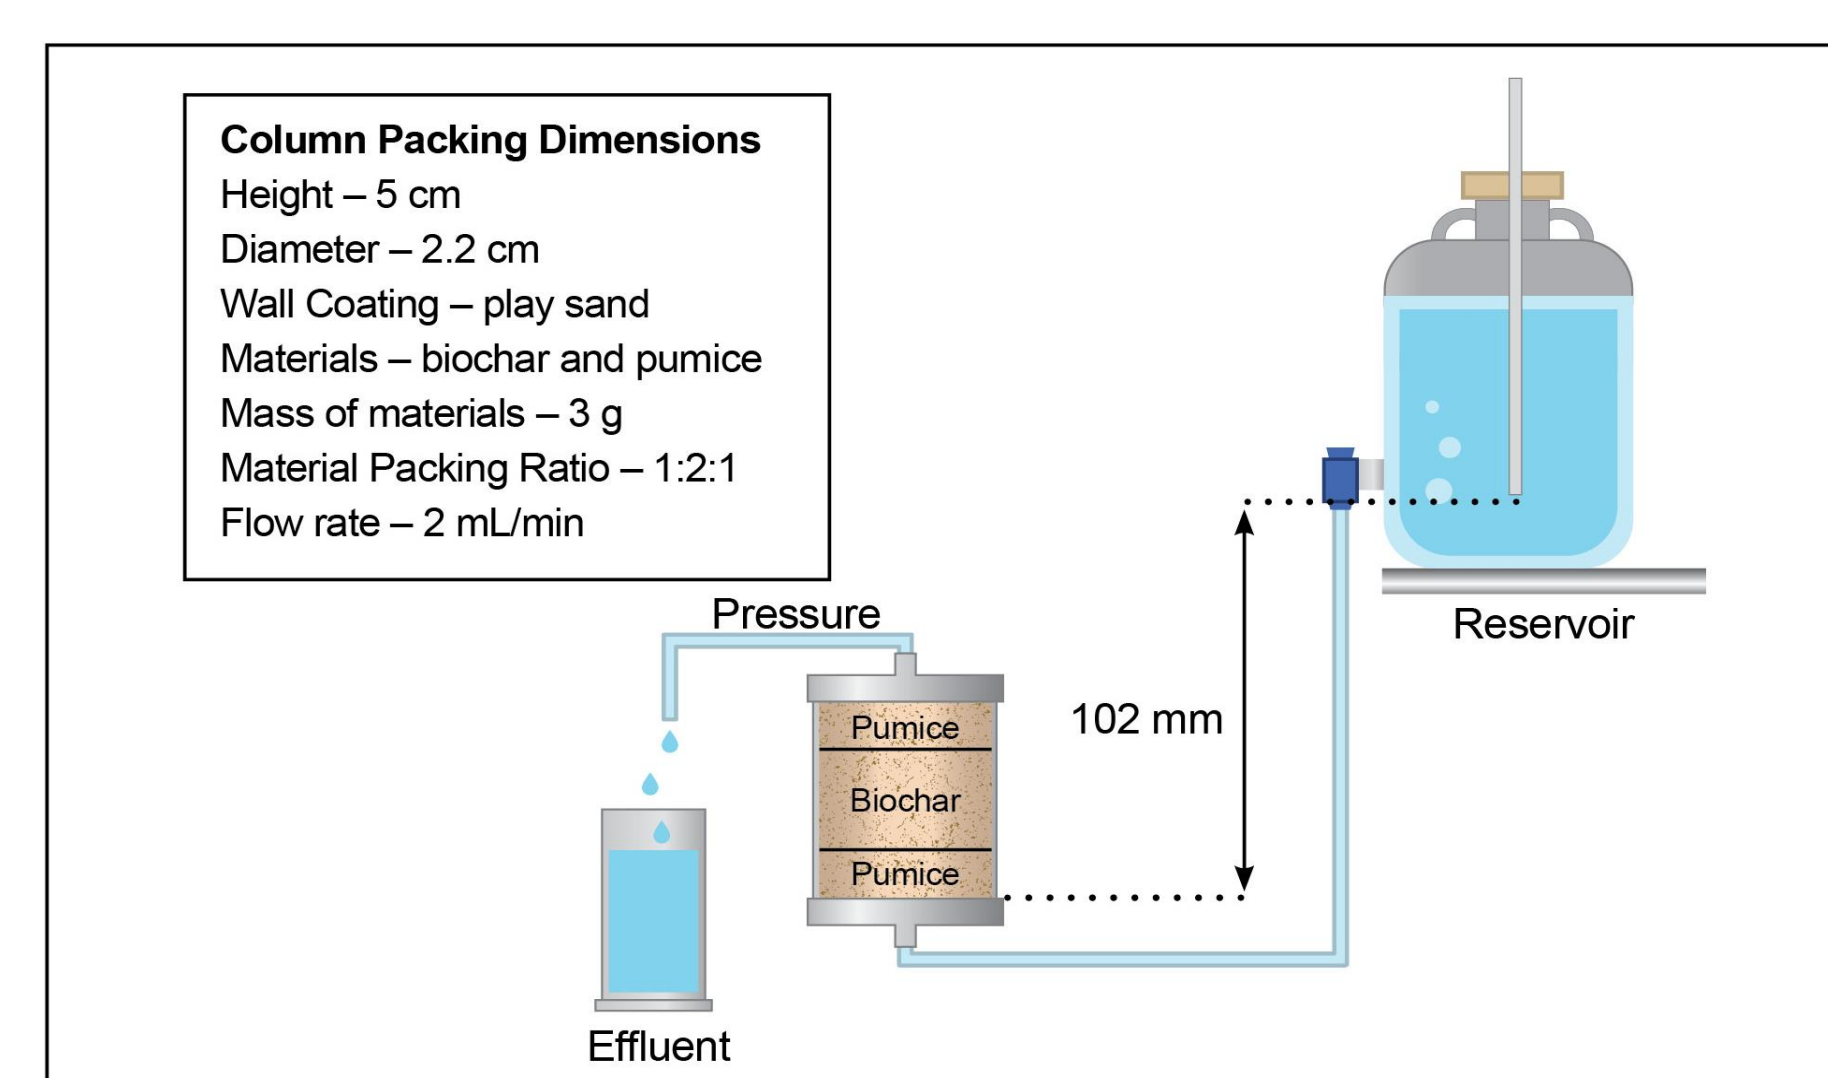 Column Packing Dimensions
Height – 5 cm
Diameter – 2.2 cm
Wall Coating – play sand
Materials – biochar and pumice
Mass of materials – 3 g
Material Packing Ratio – 1:2:1
Flow rate – 2 mL/min
Pressure
Reservoir
102 mm
Pumice
Biochar
Pumice
Effluent